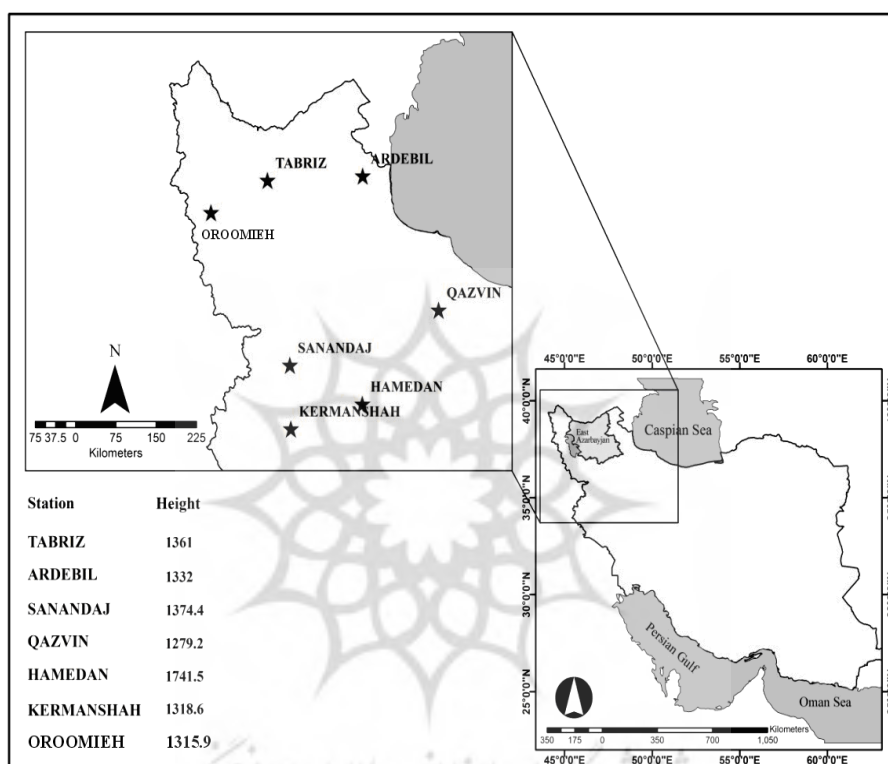 TABRIZ
ARDEBIL
OROOMIEH
QAZVIN
SANANDAJ
HAMEDAN
KERMANSHAH
N
75 37.5 0 75 150 225
Kilometers
Station Height
TABRIZ 1361
ARDEBIL 1332
SANANDAJ 1374.4
QAZVIN 1279.2
HAMEDAN 1741.5
KERMANSHAH 1318.6
OROOMIEH 1315.9
45°0'0"N 50°0'0"E 55°0'0"E 60°0'0"E
40°0'0"N
35°0'0"N
30°0'0"N
25°0'0"N
East
Azarbayjan
Caspian Sea
Persian Gulf
Oman Sea
Kilometers
350 175 0 350 700 1,050
45°0'0"E 50°0'0"E 55°0'0"E 60°0'0"E